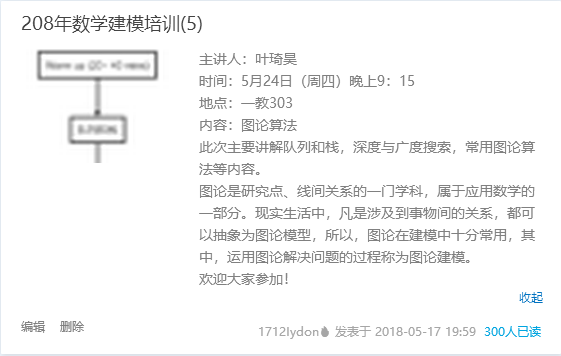 208年数学建模培训(5)
主讲人：叶琦昊
时间：5月24日（周四）晚上9：15
地点：一教303
内容：图论算法
此次主要讲解队列和栈，深度与广度搜索，常用图论算
法等内容。
图论是研究点、线间关系的一门学科，属于应用数学的
一部分。现实生活中，凡是涉及到事物间的关系，都可
以抽象为图论模型，所以，图论在建模中十分常用，其
中，运用图论解决问题的过程称为图论建模。
欢迎大家参加！
收起
编辑 删除
1712lydon 发表于 2018-05-17 19:59 300人已读